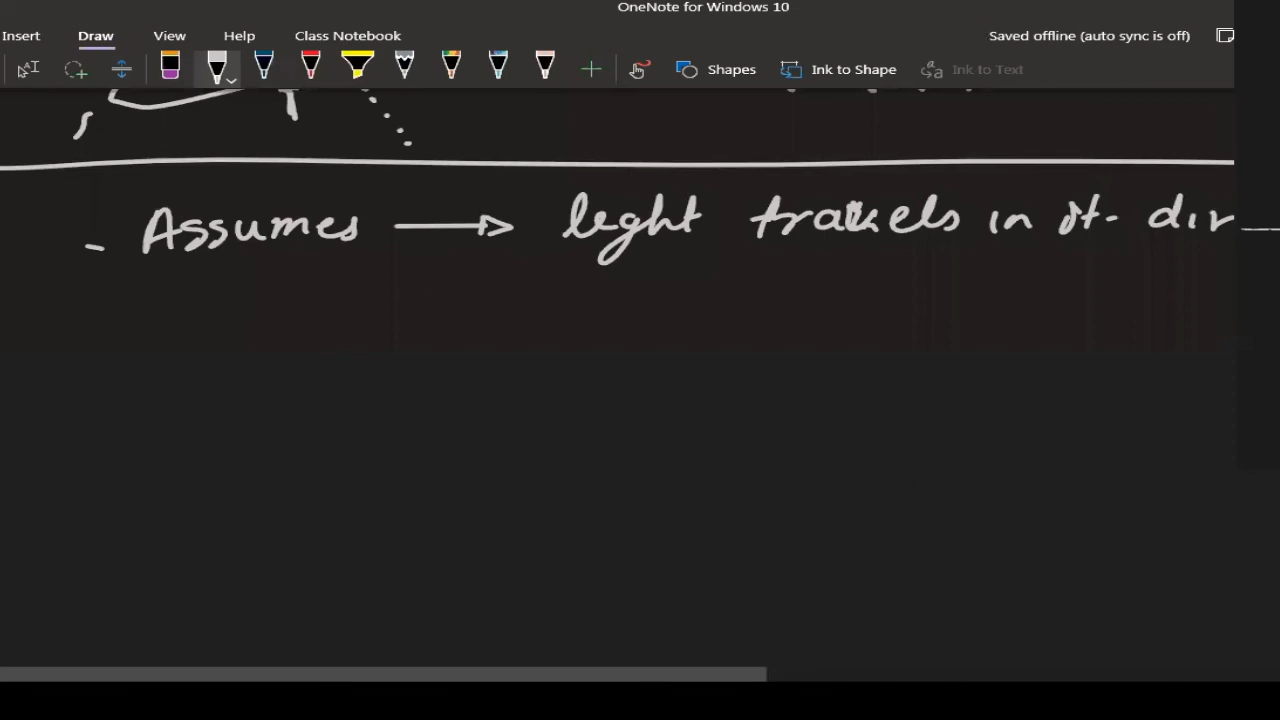 OneNote for Windows 10
Insert Draw View Help Class Notebook Saved offline (auto sync is off)
Shapes Ink to Shape Ink to Text
- Assumes → light travels in st. dir